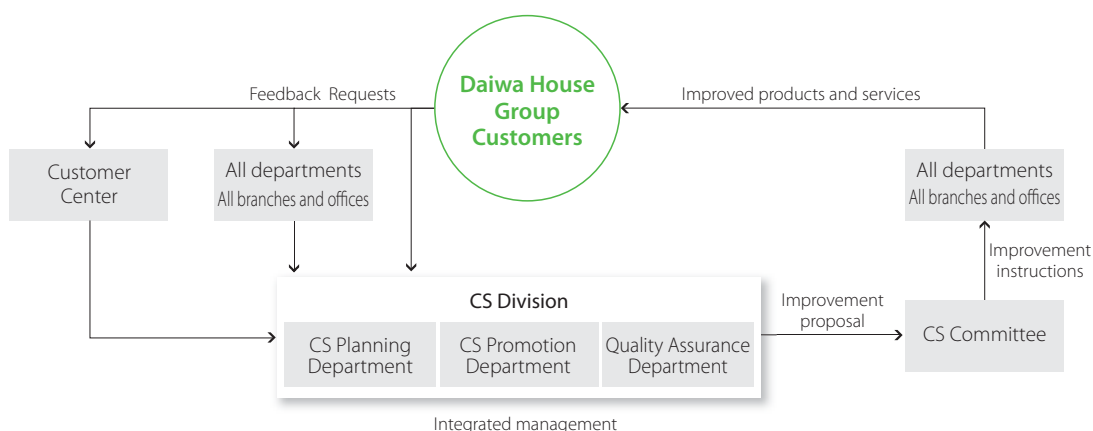 Daiwa House
Group
Customers
Feedback Requests
Improved products and services
Customer
Center
All departments
All branches and offices
All departments
All branches and offices
Improvement
instructions
CS Division
CS Planning
Department
CS Promotion
Department
Quality Assurance
Department
Improvement
proposal
CS Committee
Integrated management